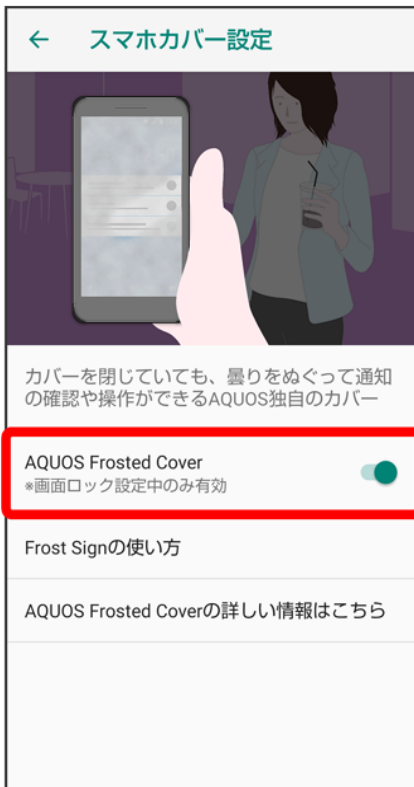 ← スマホカバー設定
カバーを閉じていても、曇りをぬぐって通知
の確認や操作ができるAQUOS独自のカバー
AQUOS Frosted Cover
※画面ロック設定中のみ有効
Frost Signの使い方
AQUOS Frosted Coverの詳しい情報はこちら